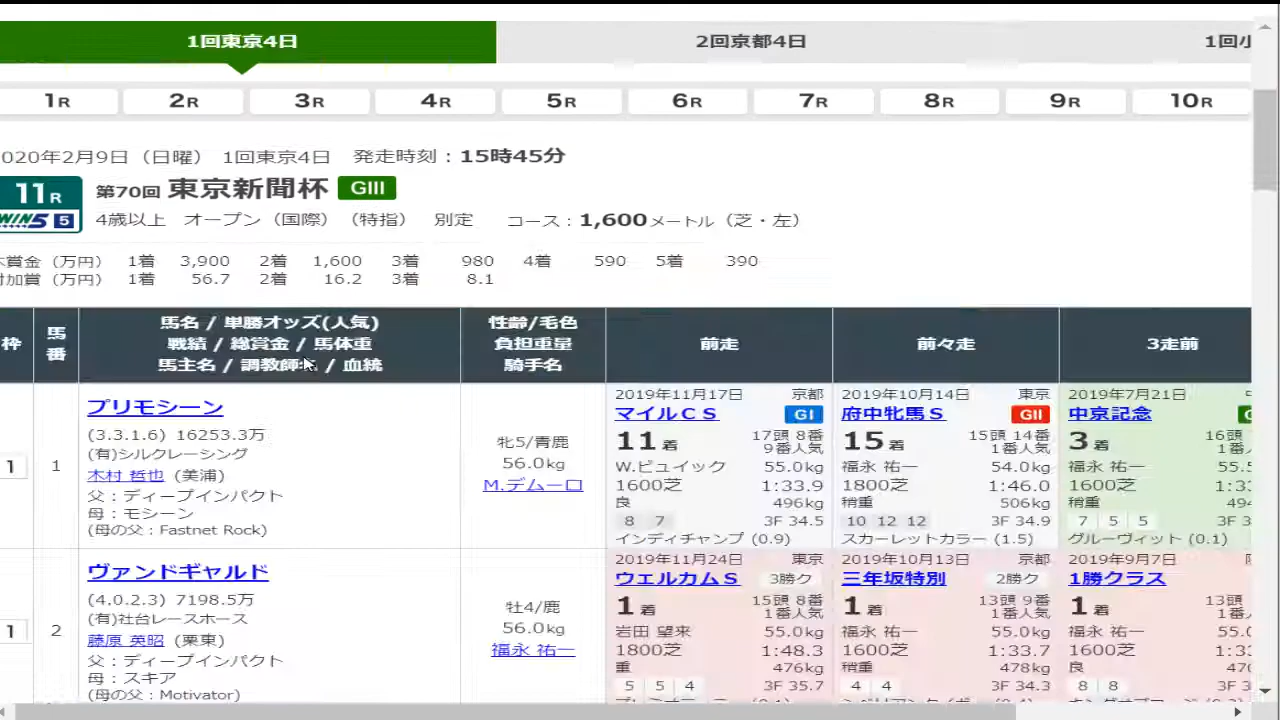 1回東京4日 2回京都4日 1回小
1R 2R 3R 4R 5R 6R 7R 8R 9R 10R
020年2月9日（日曜） 1回東京4日 発走時刻：15時45分
11R 第70回 東京新聞杯 GIII
WIN5 5 4歳以上 オープン（国際）（特指） 別定 コース：1,600メートル（芝・左）
本賞金（万円） 1着 3,900 2着 1,600 3着 980 4着 590 5着 390
付加賞（万円） 1着 56.7 2着 16.2 3着 8.1
枠 馬番 馬名 / 単勝オッズ(人気) 性齢/毛色 前走 前々走 3走前
戦績 / 総賞金 / 馬体重 負担重量
馬主名 / 調教師名 / 血統 騎手名
1 1 プリモシーン
(3.3.1.6) 16253.3万
(有)シルクレーシング
木村 哲也 (美浦)
父：ディープインパクト
母：モシーン
(母の父：Fastnet Rock)
牝5/青鹿
56.0kg
M.デムーロ
2019年11月17日 京都
マイルCS GI
11着 17頭 8番
9番人気
W.ビュイック 55.0kg
1600芝 1:33.9
良 496kg
8 7 3F 34.5
インディチャンプ (0.9)
2019年10月14日 東京
府中牝馬S GII
15着 15頭 14番
1番人気
福永 祐一 54.0kg
1800芝 1:46.0
稍重 506kg
10 12 12 3F 34.9
スカーレットカラー (1.5)
2019年7月21日
中京記念
3着 16頭
1番
福永 祐一 55.
1600芝 1:3
稍重 49
7 5 5 3F 3
グルーヴィット (0.1)
1 2 ヴァンドギャルド
(4.0.2.3) 7198.5万
(有)社台レースホース
藤原 英昭 (栗東)
父：ディープインパクト
母：スキア
(母の父：Motivator)
牡4/鹿
56.0kg
福永 祐一
2019年11月24日 東京
ウェルカムS 3勝ク
1着 15頭 8番
1番人気
岩田 望来 55.0kg
1800芝 1:48.3
重 476kg
5 5 4 3F 35.7
2019年10月13日 京都
三年坂特別 2勝ク
1着 13頭 9番
1番人気
福永 祐一 55.0kg
1600芝 1:33.7
稍重 478kg
4 4 3F 34.3
2019年9月7日
1勝クラス
1着 13頭
1番
福永 祐一 55.
1600芝 1:3
良 47
8 8 3F 3